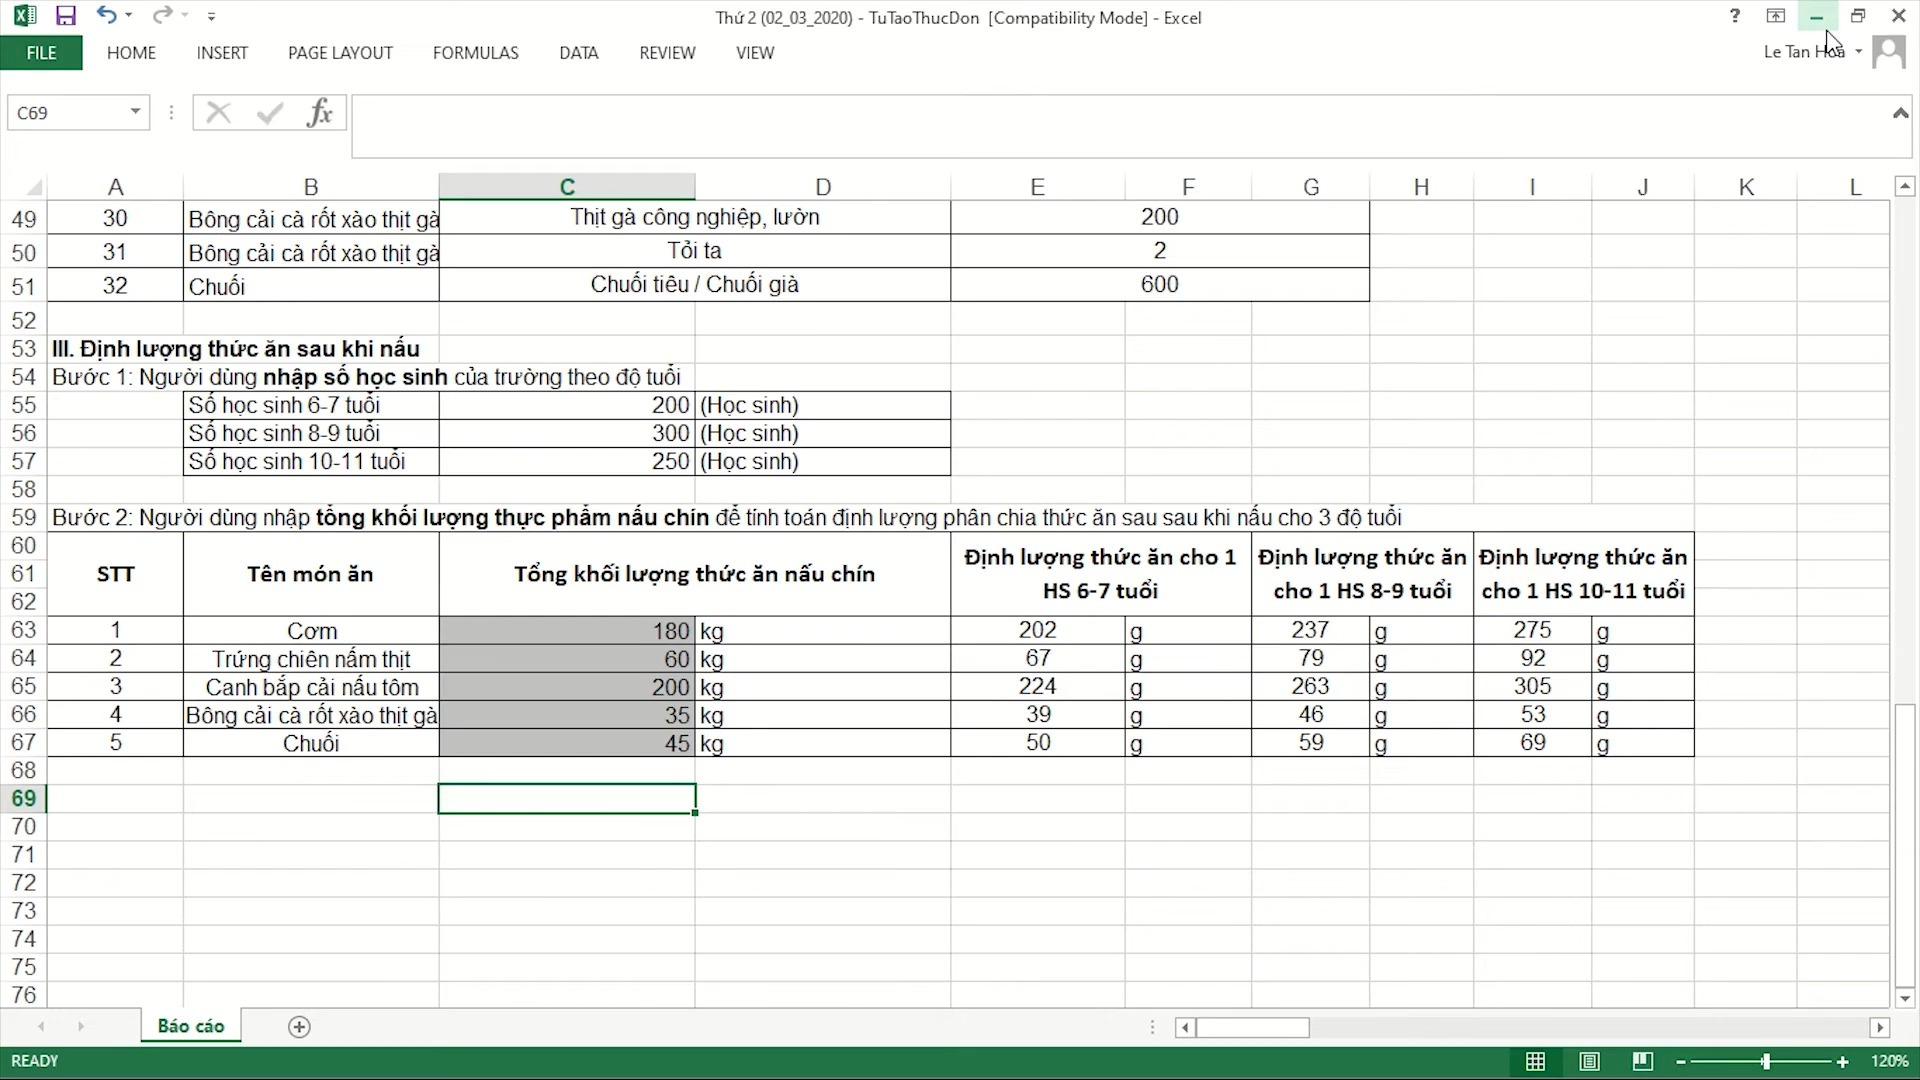 Thứ 2 (02_03_2020) - TuTaoThucDon [Compatibility Mode] - Excel
?
FILE HOME INSERT PAGE LAYOUT FORMULAS DATA REVIEW VIEW
Le Tan Hoà
C69 fx
A B C D E F G H I J K L
49 30 Bông cải cà rốt xào thịt gà Thịt gà công nghiệp, lườn 200
50 31 Bông cải cà rốt xào thịt gà Tỏi ta 2
51 32 Chuối Chuối tiêu / Chuối già 600
52
53 III. Định lượng thức ăn sau khi nấu
54 Bước 1: Người dùng nhập số học sinh của trường theo độ tuổi
55 Số học sinh 6-7 tuổi 200 (Học sinh)
56 Số học sinh 8-9 tuổi 300 (Học sinh)
57 Số học sinh 10-11 tuổi 250 (Học sinh)
58
59 Bước 2: Người dùng nhập tổng khối lượng thực phẩm nấu chín để tính toán định lượng phân chia thức ăn sau sau khi nấu cho 3 độ tuổi
60
61 STT Tên món ăn Tổng khối lượng thức ăn nấu chín Định lượng thức ăn cho 1 HS 6-7 tuổi Định lượng thức ăn cho 1 HS 8-9 tuổi Định lượng thức ăn cho 1 HS 10-11 tuổi
62
63 1 Cơm 180 kg 202 g 237 g 275 g
64 2 Trứng chiên nấm thịt 60 kg 67 g 79 g 92 g
65 3 Canh bắp cải nấu tôm 200 kg 224 g 263 g 305 g
66 4 Bông cải cà rốt xào thịt gà 35 kg 39 g 46 g 53 g
67 5 Chuối 45 kg 50 g 59 g 69 g
68
69
70
71
72
73
74
75
76
Báo cáo
READY 120%